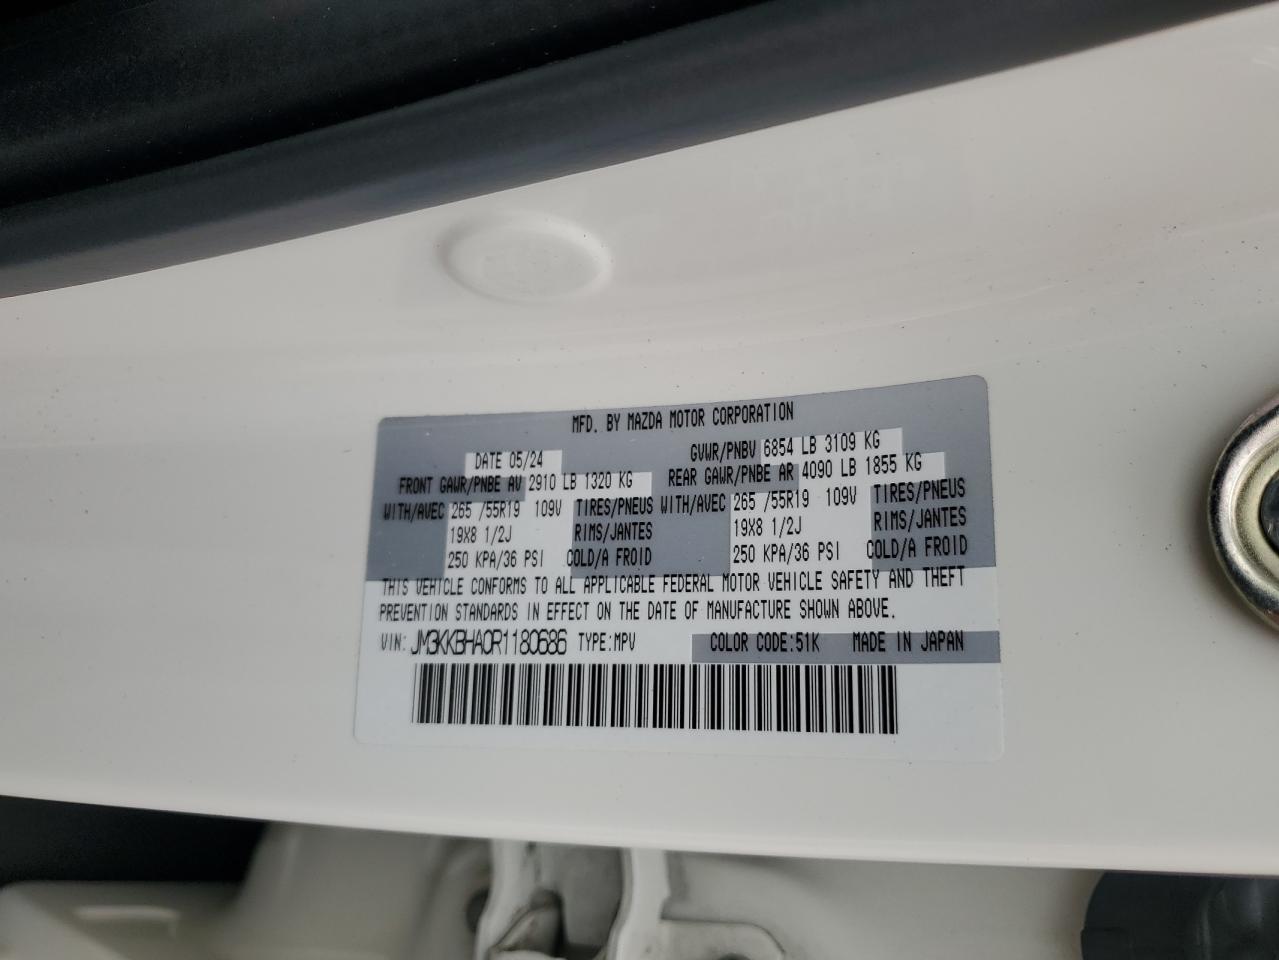 MFD. BY MAZDA MOTOR CORPORATION
DATE 05/24 GVWR/PNBV 6854 LB 3109 KG
FRONT GAWR/PNBE AV 2910 LB 1320 KG REAR GAWR/PNBE AR 4090 LB 1855 KG
WITH/AVEC 265 /55R19 109V TIRES/PNEUS WITH/AVEC 265 /55R19 109V TIRES/PNEUS
19X8 1/2J RIMS/JANTES 19X8 1/2J RIMS/JANTES
250 KPA/36 PSI COLD/A FROID 250 KPA/36 PSI COLD/A FROID
THIS VEHICLE CONFORMS TO ALL APPLICABLE FEDERAL MOTOR VEHICLE SAFETY AND THEFT
PREVENTION STANDARDS IN EFFECT ON THE DATE OF MANUFACTURE SHOWN ABOVE.
VIN: JM3KKBHA0R1180686 TYPE:MPV COLOR CODE:51K MADE IN JAPAN